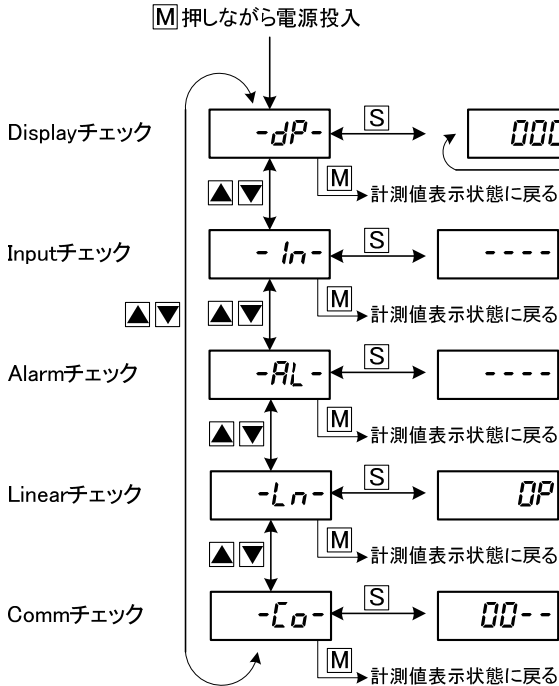 M 押しながら電源投入
Displayチェック
-dP-
S
000
▲ ▼
M
計測値表示状態に戻る
Inputチェック
-In-
S
----
▲ ▼
▲ ▼
M
計測値表示状態に戻る
Alarmチェック
-AL-
S
----
▲ ▼
M
計測値表示状態に戻る
Linearチェック
-Ln-
S
OP
▲ ▼
M
計測値表示状態に戻る
Commチェック
-Co-
S
00--
M
計測値表示状態に戻る